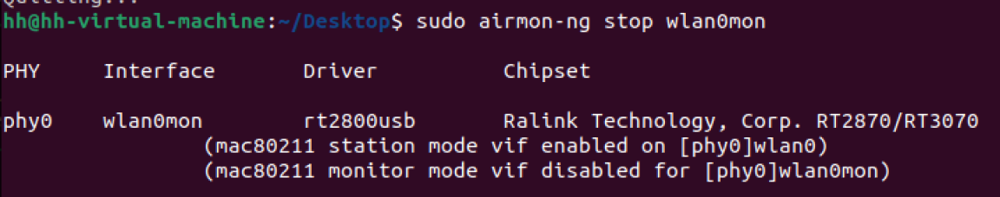 Quitting...
hh@hh-virtual-machine:~/Desktop$ sudo airmon-ng stop wlan0mon
PHY Interface Driver Chipset
phy0 wlan0mon rt2800usb Ralink Technology, Corp. RT2870/RT3070
(mac80211 station mode vif enabled on [phy0]wlan0)
(mac80211 monitor mode vif disabled for [phy0]wlan0mon)